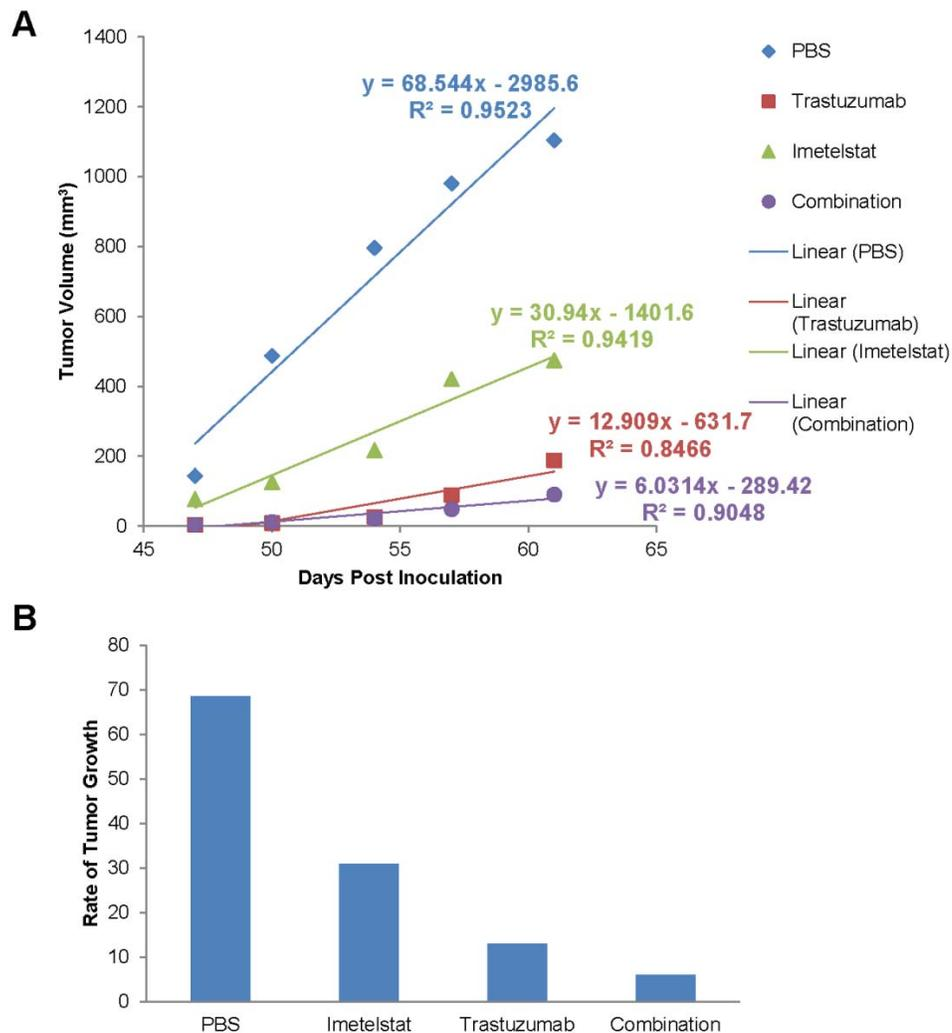 A
1400
1200
1000
800
600
400
200
0
Tumor Volume (mm³)
45
50
55
60
65
Days Post Inoculation
y = 68.544x - 2985.6
R² = 0.9523
y = 30.94x - 1401.6
R² = 0.9419
y = 12.909x - 631.7
R² = 0.8466
y = 6.0314x - 289.42
R² = 0.9048
PBS
Trastuzumab
Imetelstat
Combination
Linear (PBS)
Linear
(Trastuzumab)
Linear (Imetelstat)
Linear
(Combination)
B
80
70
60
50
40
30
20
10
0
Rate of Tumor Growth
PBS
Imetelstat
Trastuzumab
Combination